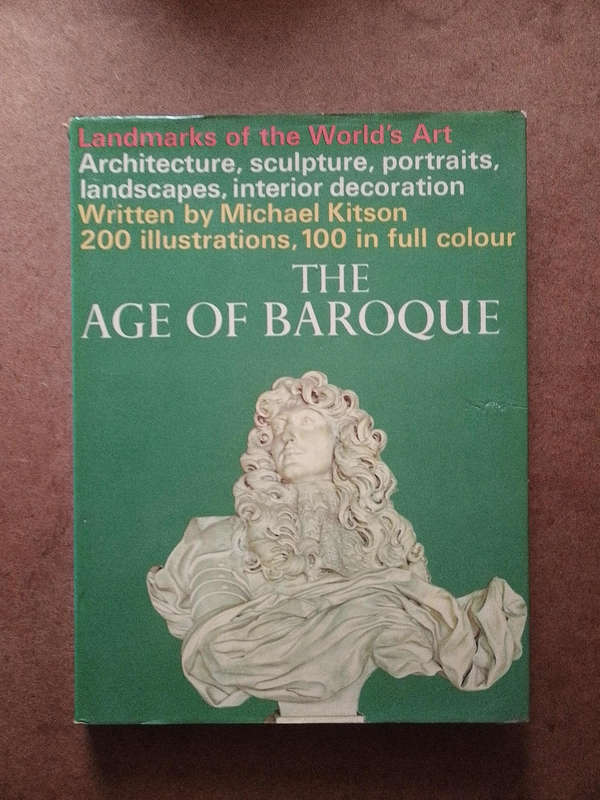 Landmarks of the World's Art
Architecture, sculpture, portraits,
landscapes, interior decoration
Written by Michael Kitson
200 illustrations, 100 in full colour
THE
AGE OF BAROQUE